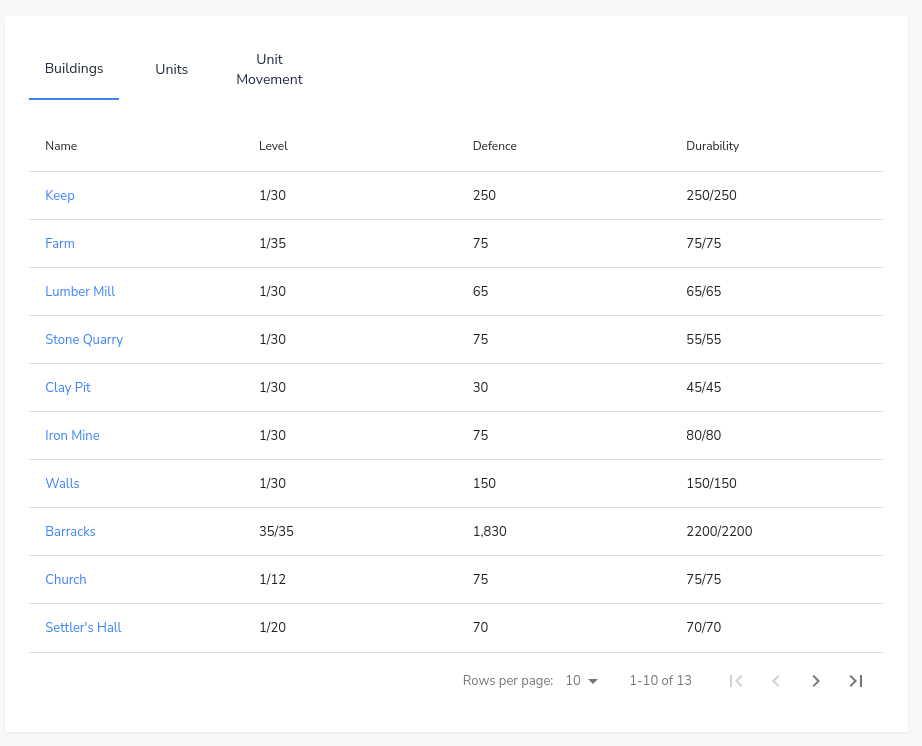 Buildings Units Unit Movement
Name Level Defence Durability
Keep 1/30 250 250/250
Farm 1/35 75 75/75
Lumber Mill 1/30 65 65/65
Stone Quarry 1/30 75 55/55
Clay Pit 1/30 30 45/45
Iron Mine 1/30 75 80/80
Walls 1/30 150 150/150
Barracks 35/35 1,830 2200/2200
Church 1/12 75 75/75
Settler's Hall 1/20 70 70/70
Rows per page: 10 1-10 of 13